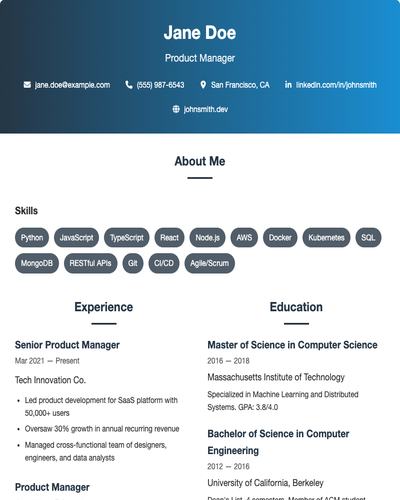 Jane Doe
Product Manager
jane.doe@example.com (555) 987-6543 San Francisco, CA linkedin.com/in/johnsmith
johnsmith.dev
About Me
Skills
Python JavaScript TypeScript React Node.js AWS Docker Kubernetes SQL
MongoDB RESTful APIs Git CI/CD Agile/Scrum
Experience
Senior Product Manager
Mar 2021 — Present
Tech Innovation Co.
• Led product development for SaaS platform with
50,000+ users
• Oversaw 30% growth in annual recurring revenue
• Managed cross-functional team of designers,
engineers, and data analysts
Product Manager
Education
Master of Science in Computer Science
2016 — 2018
Massachusetts Institute of Technology
Specialized in Machine Learning and Distributed
Systems. GPA: 3.8/4.0
Bachelor of Science in Computer
Engineering
2012 — 2016
University of California, Berkeley
Dean's List, 4 semesters. Member of ACM student